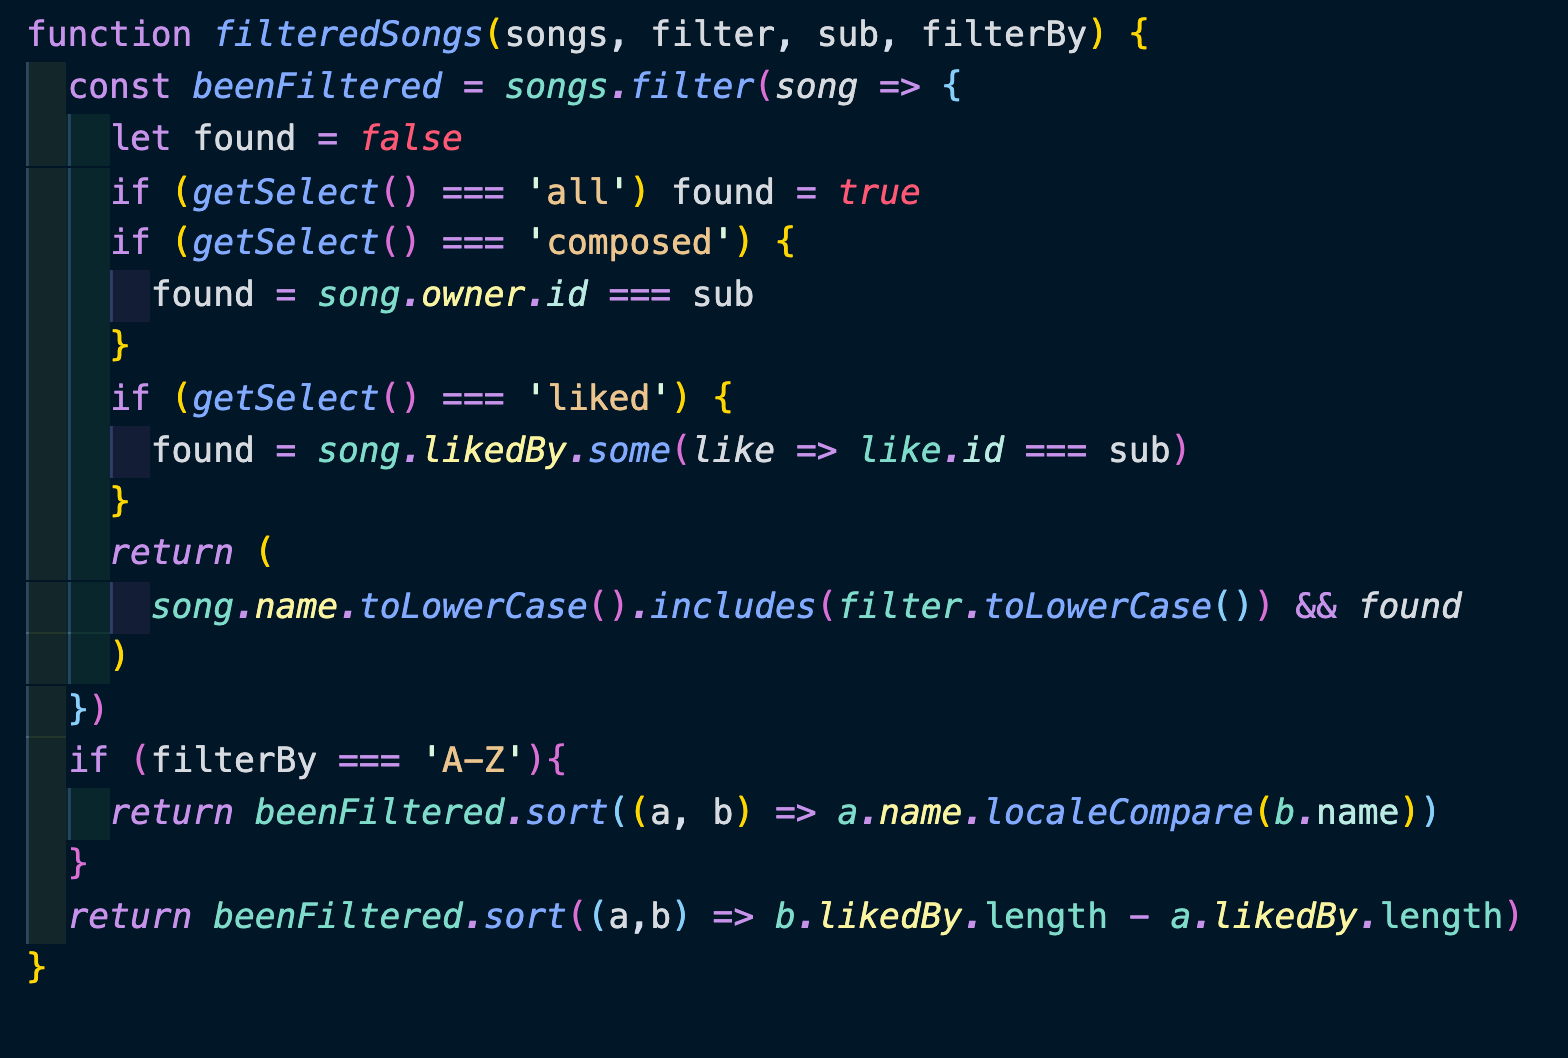 function filteredSongs(songs, filter, sub, filterBy) {
  const beenFiltered = songs.filter(song => {
    let found = false
    if (getSelect() === 'all') found = true
    if (getSelect() === 'composed') {
      found = song.owner.id === sub
    }
    if (getSelect() === 'liked') {
      found = song.likedBy.some(like => like.id === sub)
    }
    return (
      song.name.toLowerCase().includes(filter.toLowerCase()) && found
    )
  })
  if (filterBy === 'A-Z'){
    return beenFiltered.sort((a, b) => a.name.localeCompare(b.name))
  }
  return beenFiltered.sort((a,b) => b.likedBy.length - a.likedBy.length)
}